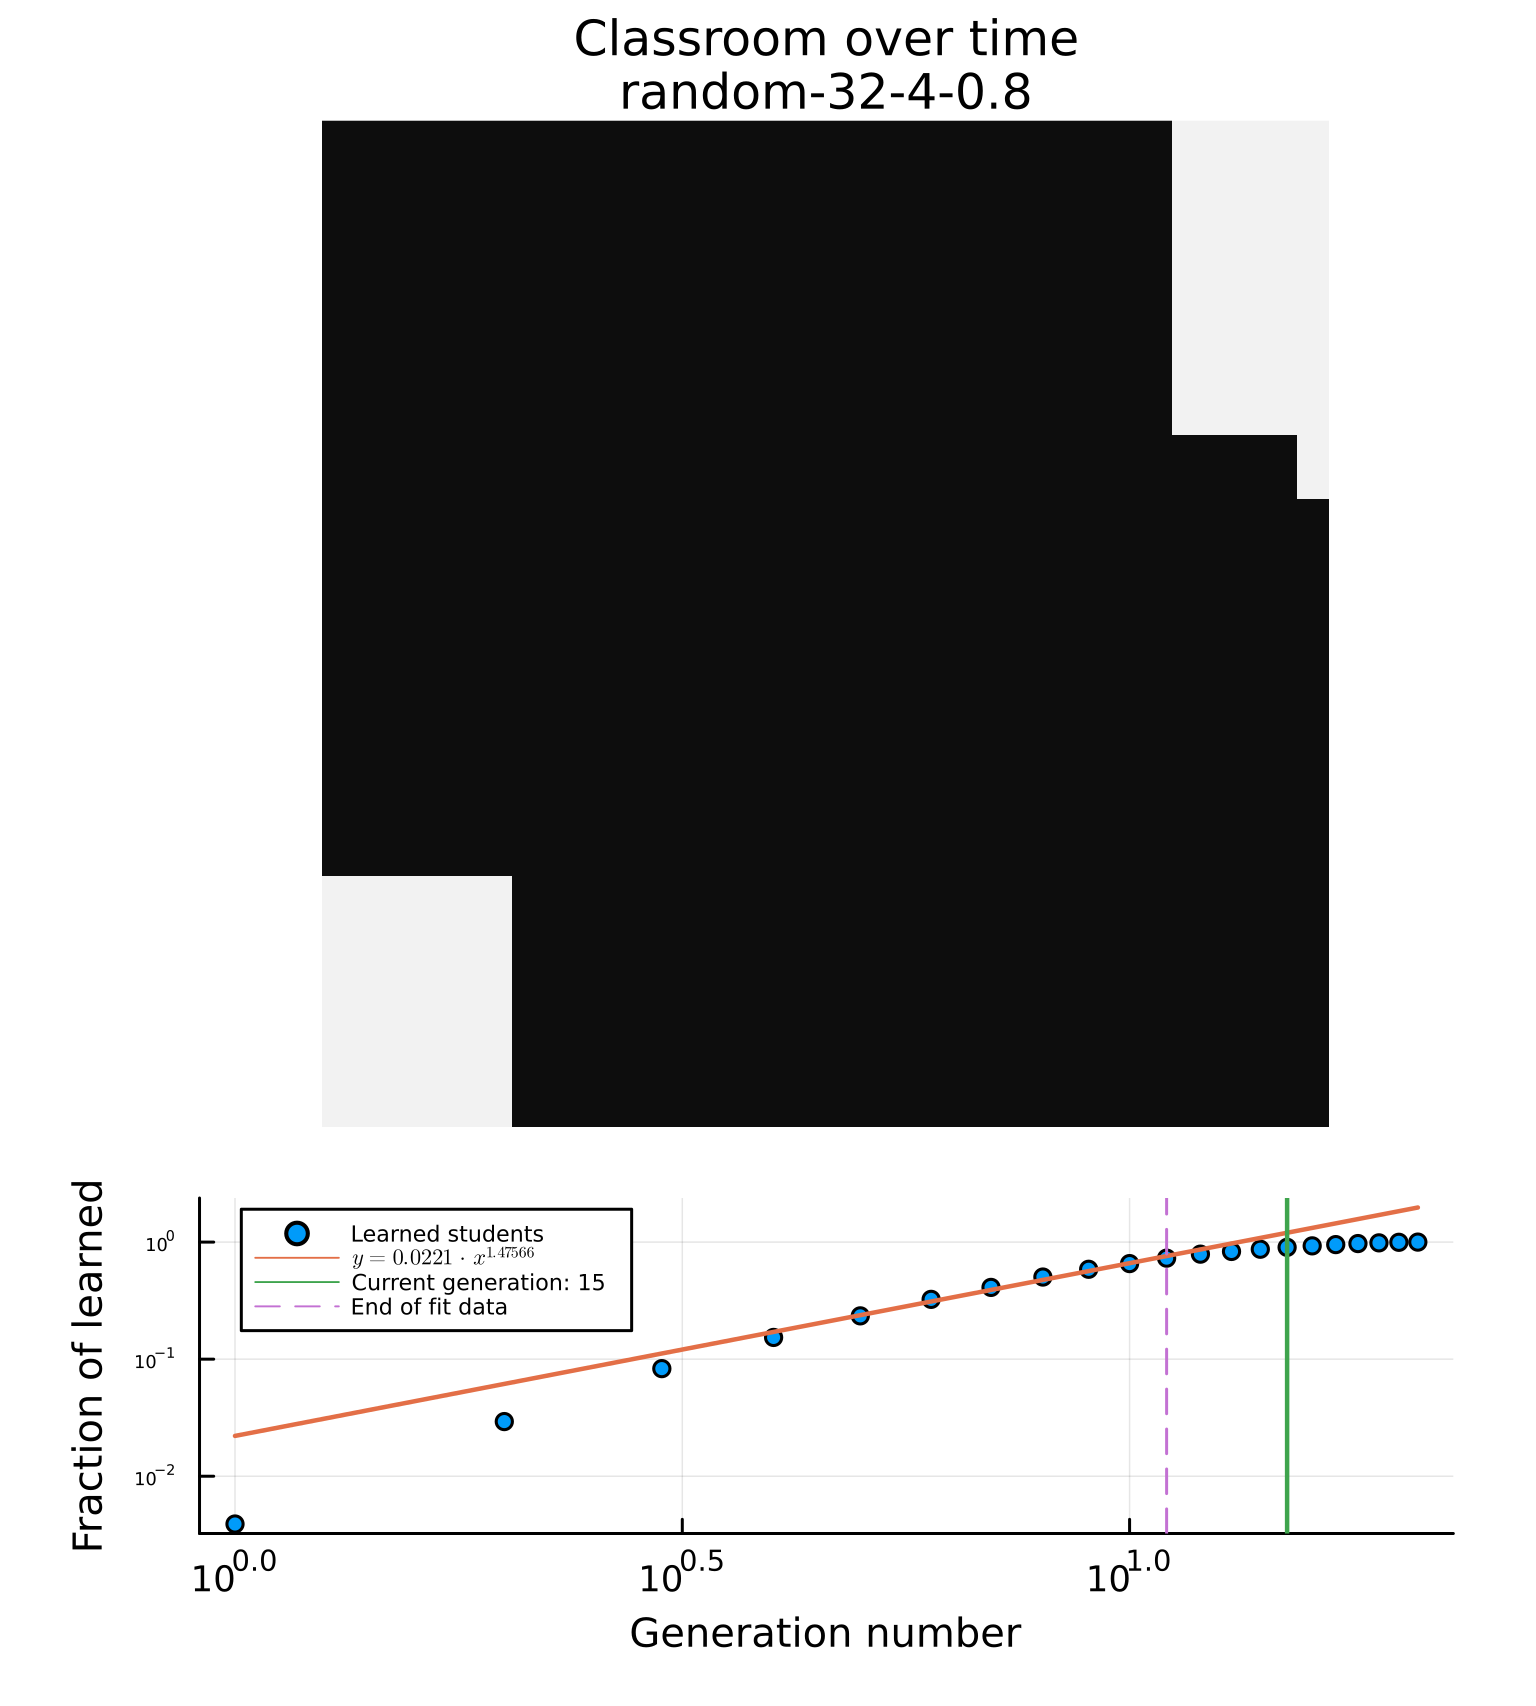 Classroom over time
random-32-4-0.8
Fraction of learned
10^0
10^−1
10^−2
Learned students
y = 0.0221 · x^1.47566
Current generation: 15
End of fit data
10^0.0
10^0.5
10^1.0
Generation number